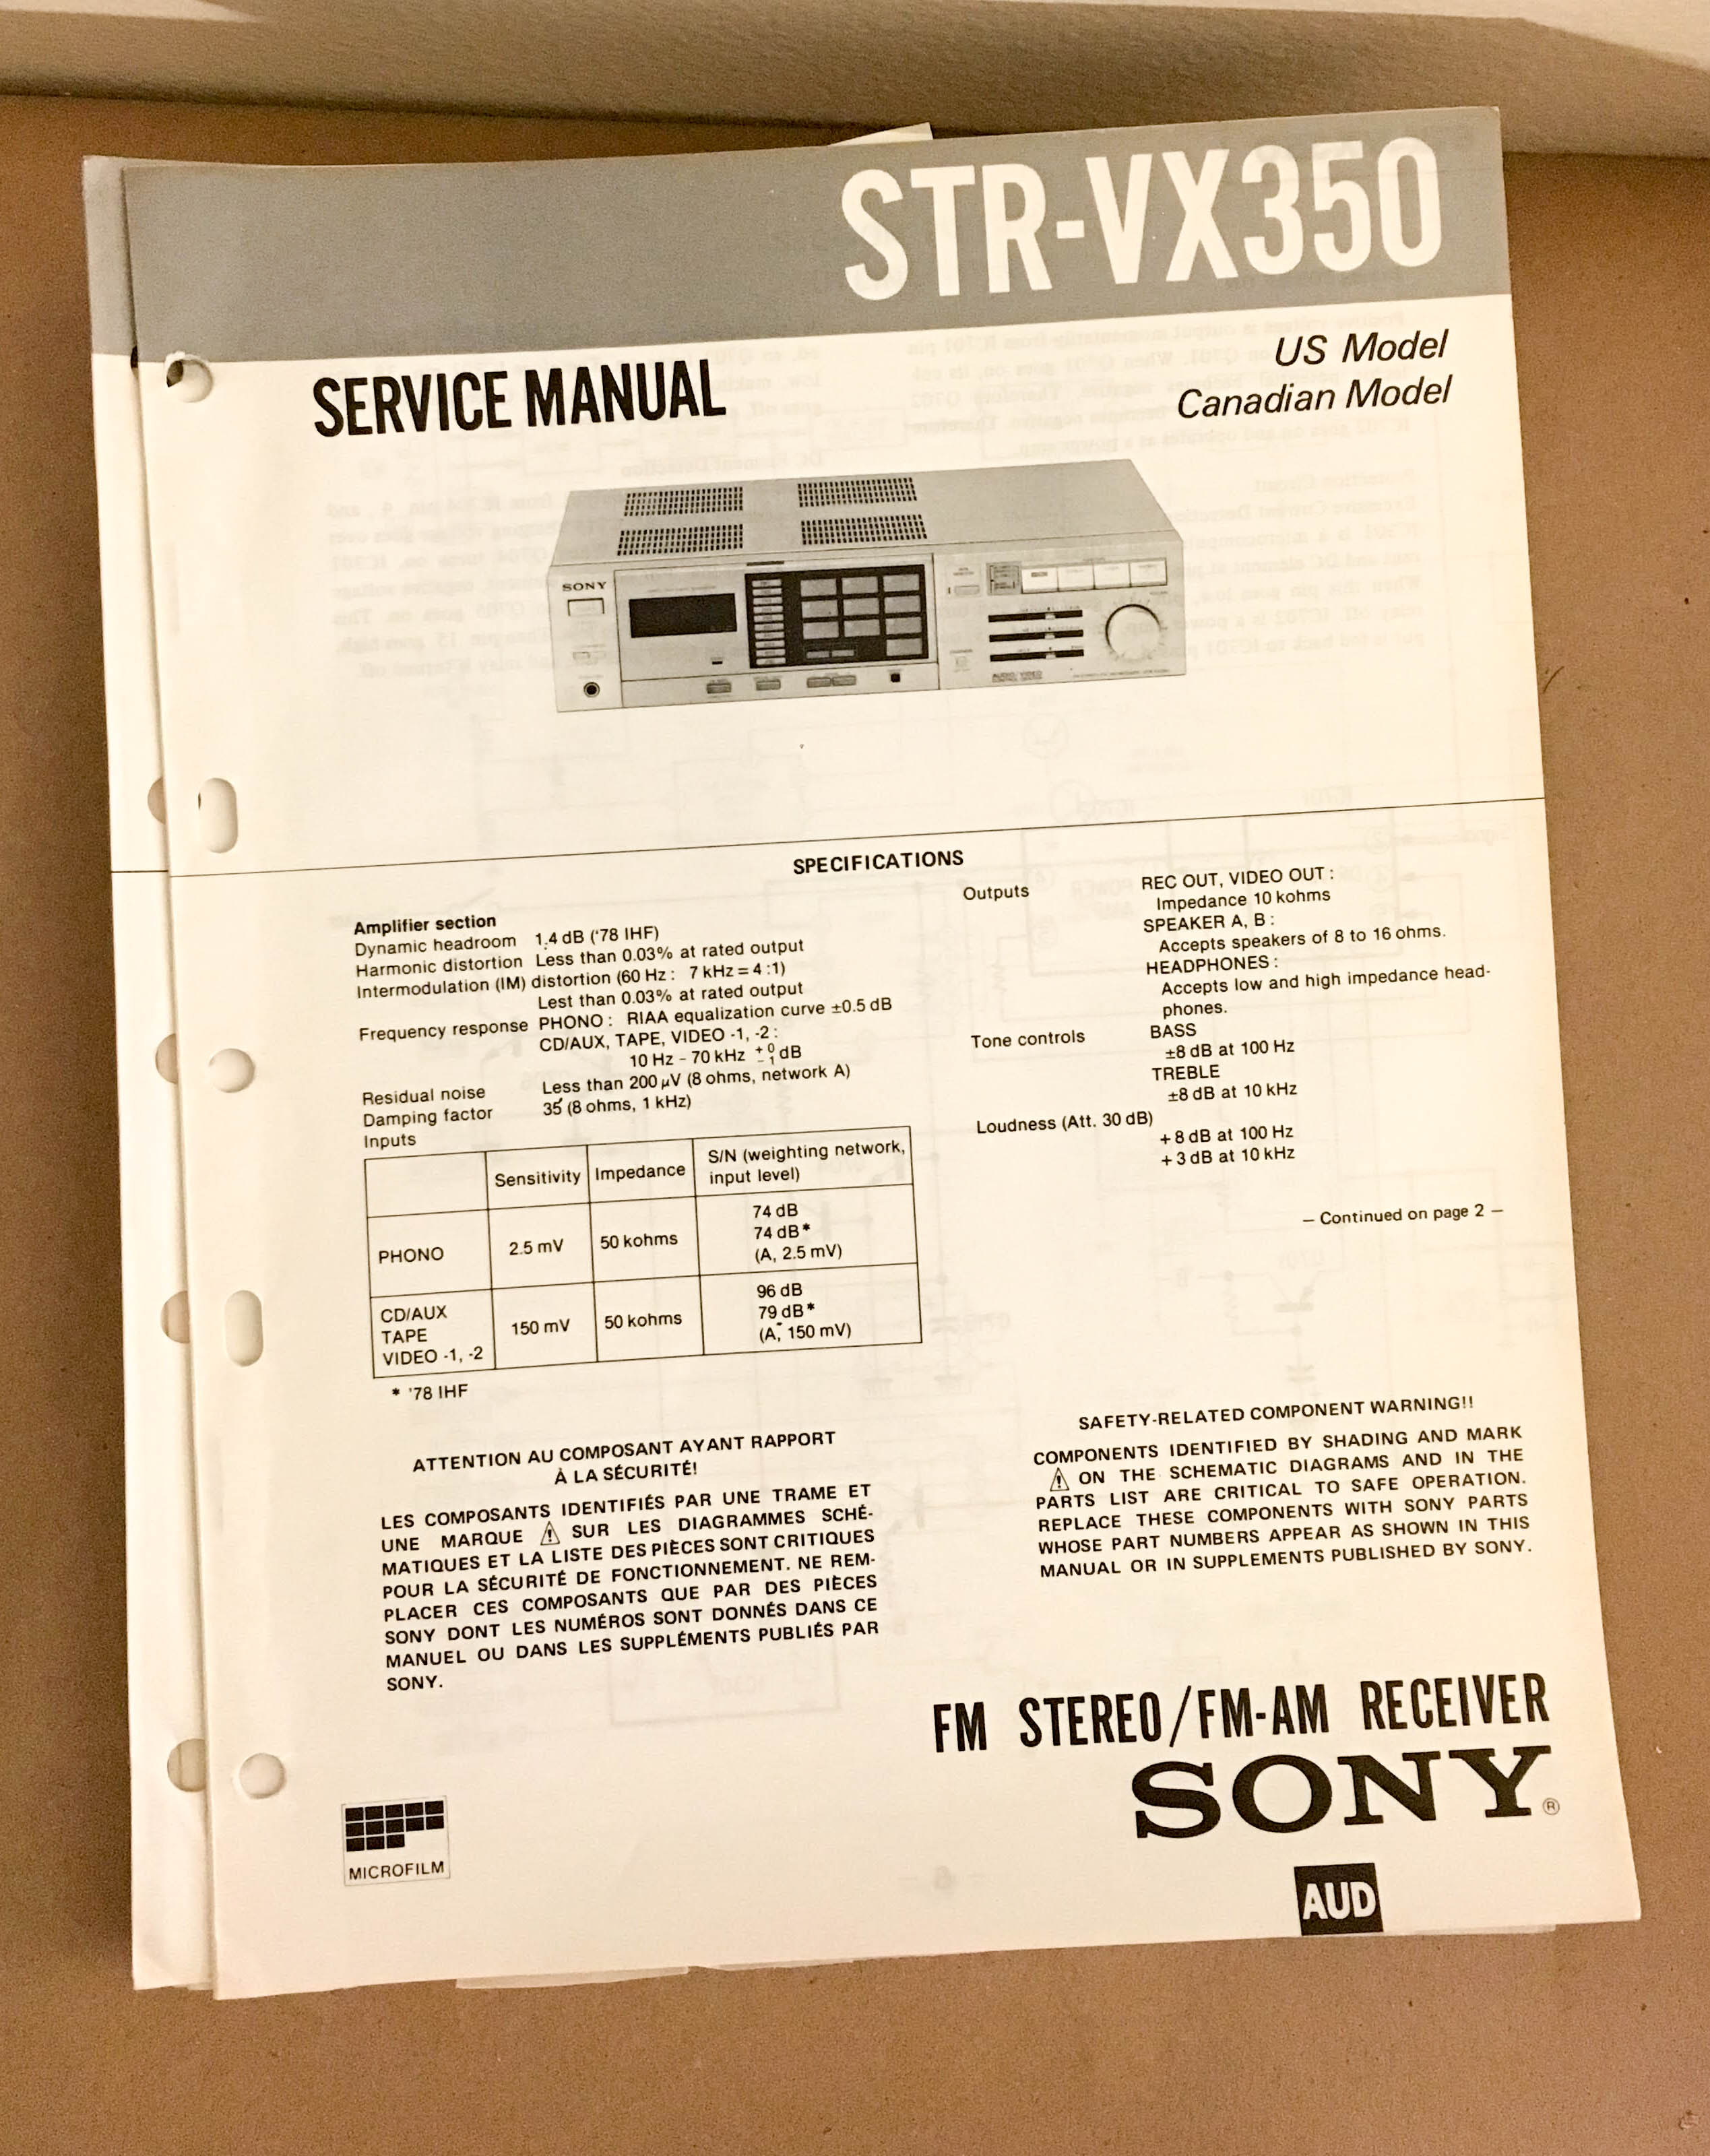 STR-VX350
SERVICE MANUAL
US Model
Canadian Model
SONY
SPECIFICATIONS
Amplifier section
Dynamic headroom 1.4 dB ('78 IHF)
Harmonic distortion Less than 0.03% at rated output
Intermodulation (IM) distortion (60 Hz : 7 kHz = 4 :1)
Lest than 0.03% at rated output
Frequency response PHONO : RIAA equalization curve ±0.5 dB
CD/AUX, TAPE, VIDEO -1, -2 :
10 Hz – 70 kHz + 0 − 1 dB
Residual noise Less than 200 μV (8 ohms, network A)
Damping factor 35 (8 ohms, 1 kHz)
Inputs
Sensitivity Impedance S/N (weighting network,
input level)
PHONO 2.5 mV 50 kohms 74 dB
74 dB*
(A, 2.5 mV)
CD/AUX
TAPE
VIDEO -1, -2
150 mV 50 kohms 96 dB
79 dB*
(A, 150 mV)
* '78 IHF
Outputs REC OUT, VIDEO OUT :
Impedance 10 kohms
SPEAKER A, B :
Accepts speakers of 8 to 16 ohms.
HEADPHONES :
Accepts low and high impedance head-
phones.
Tone controls BASS
±8 dB at 100 Hz
TREBLE
±8 dB at 10 kHz
Loudness (Att. 30 dB)
+ 8 dB at 100 Hz
+ 3 dB at 10 kHz
— Continued on page 2 —
ATTENTION AU COMPOSANT AYANT RAPPORT
À LA SÉCURITÉ!
LES COMPOSANTS IDENTIFIÉS PAR UNE TRAME ET
UNE MARQUE ⚠ SUR LES DIAGRAMMES SCHÉ-
MATIQUES ET LA LISTE DES PIÈCES SONT CRITIQUES
POUR LA SÉCURITÉ DE FONCTIONNEMENT. NE REM-
PLACER CES COMPOSANTS QUE PAR DES PIÈCES
SONY DONT LES NUMÉROS SONT DONNÉS DANS CE
MANUEL OU DANS LES SUPPLÉMENTS PUBLIÉS PAR
SONY.
SAFETY-RELATED COMPONENT WARNING!!
COMPONENTS IDENTIFIED BY SHADING AND MARK
⚠ ON THE SCHEMATIC DIAGRAMS AND IN THE
PARTS LIST ARE CRITICAL TO SAFE OPERATION.
REPLACE THESE COMPONENTS WITH SONY PARTS
WHOSE PART NUMBERS APPEAR AS SHOWN IN THIS
MANUAL OR IN SUPPLEMENTS PUBLISHED BY SONY.
FM STEREO/FM-AM RECEIVER
SONY®
MICROFILM
AUD